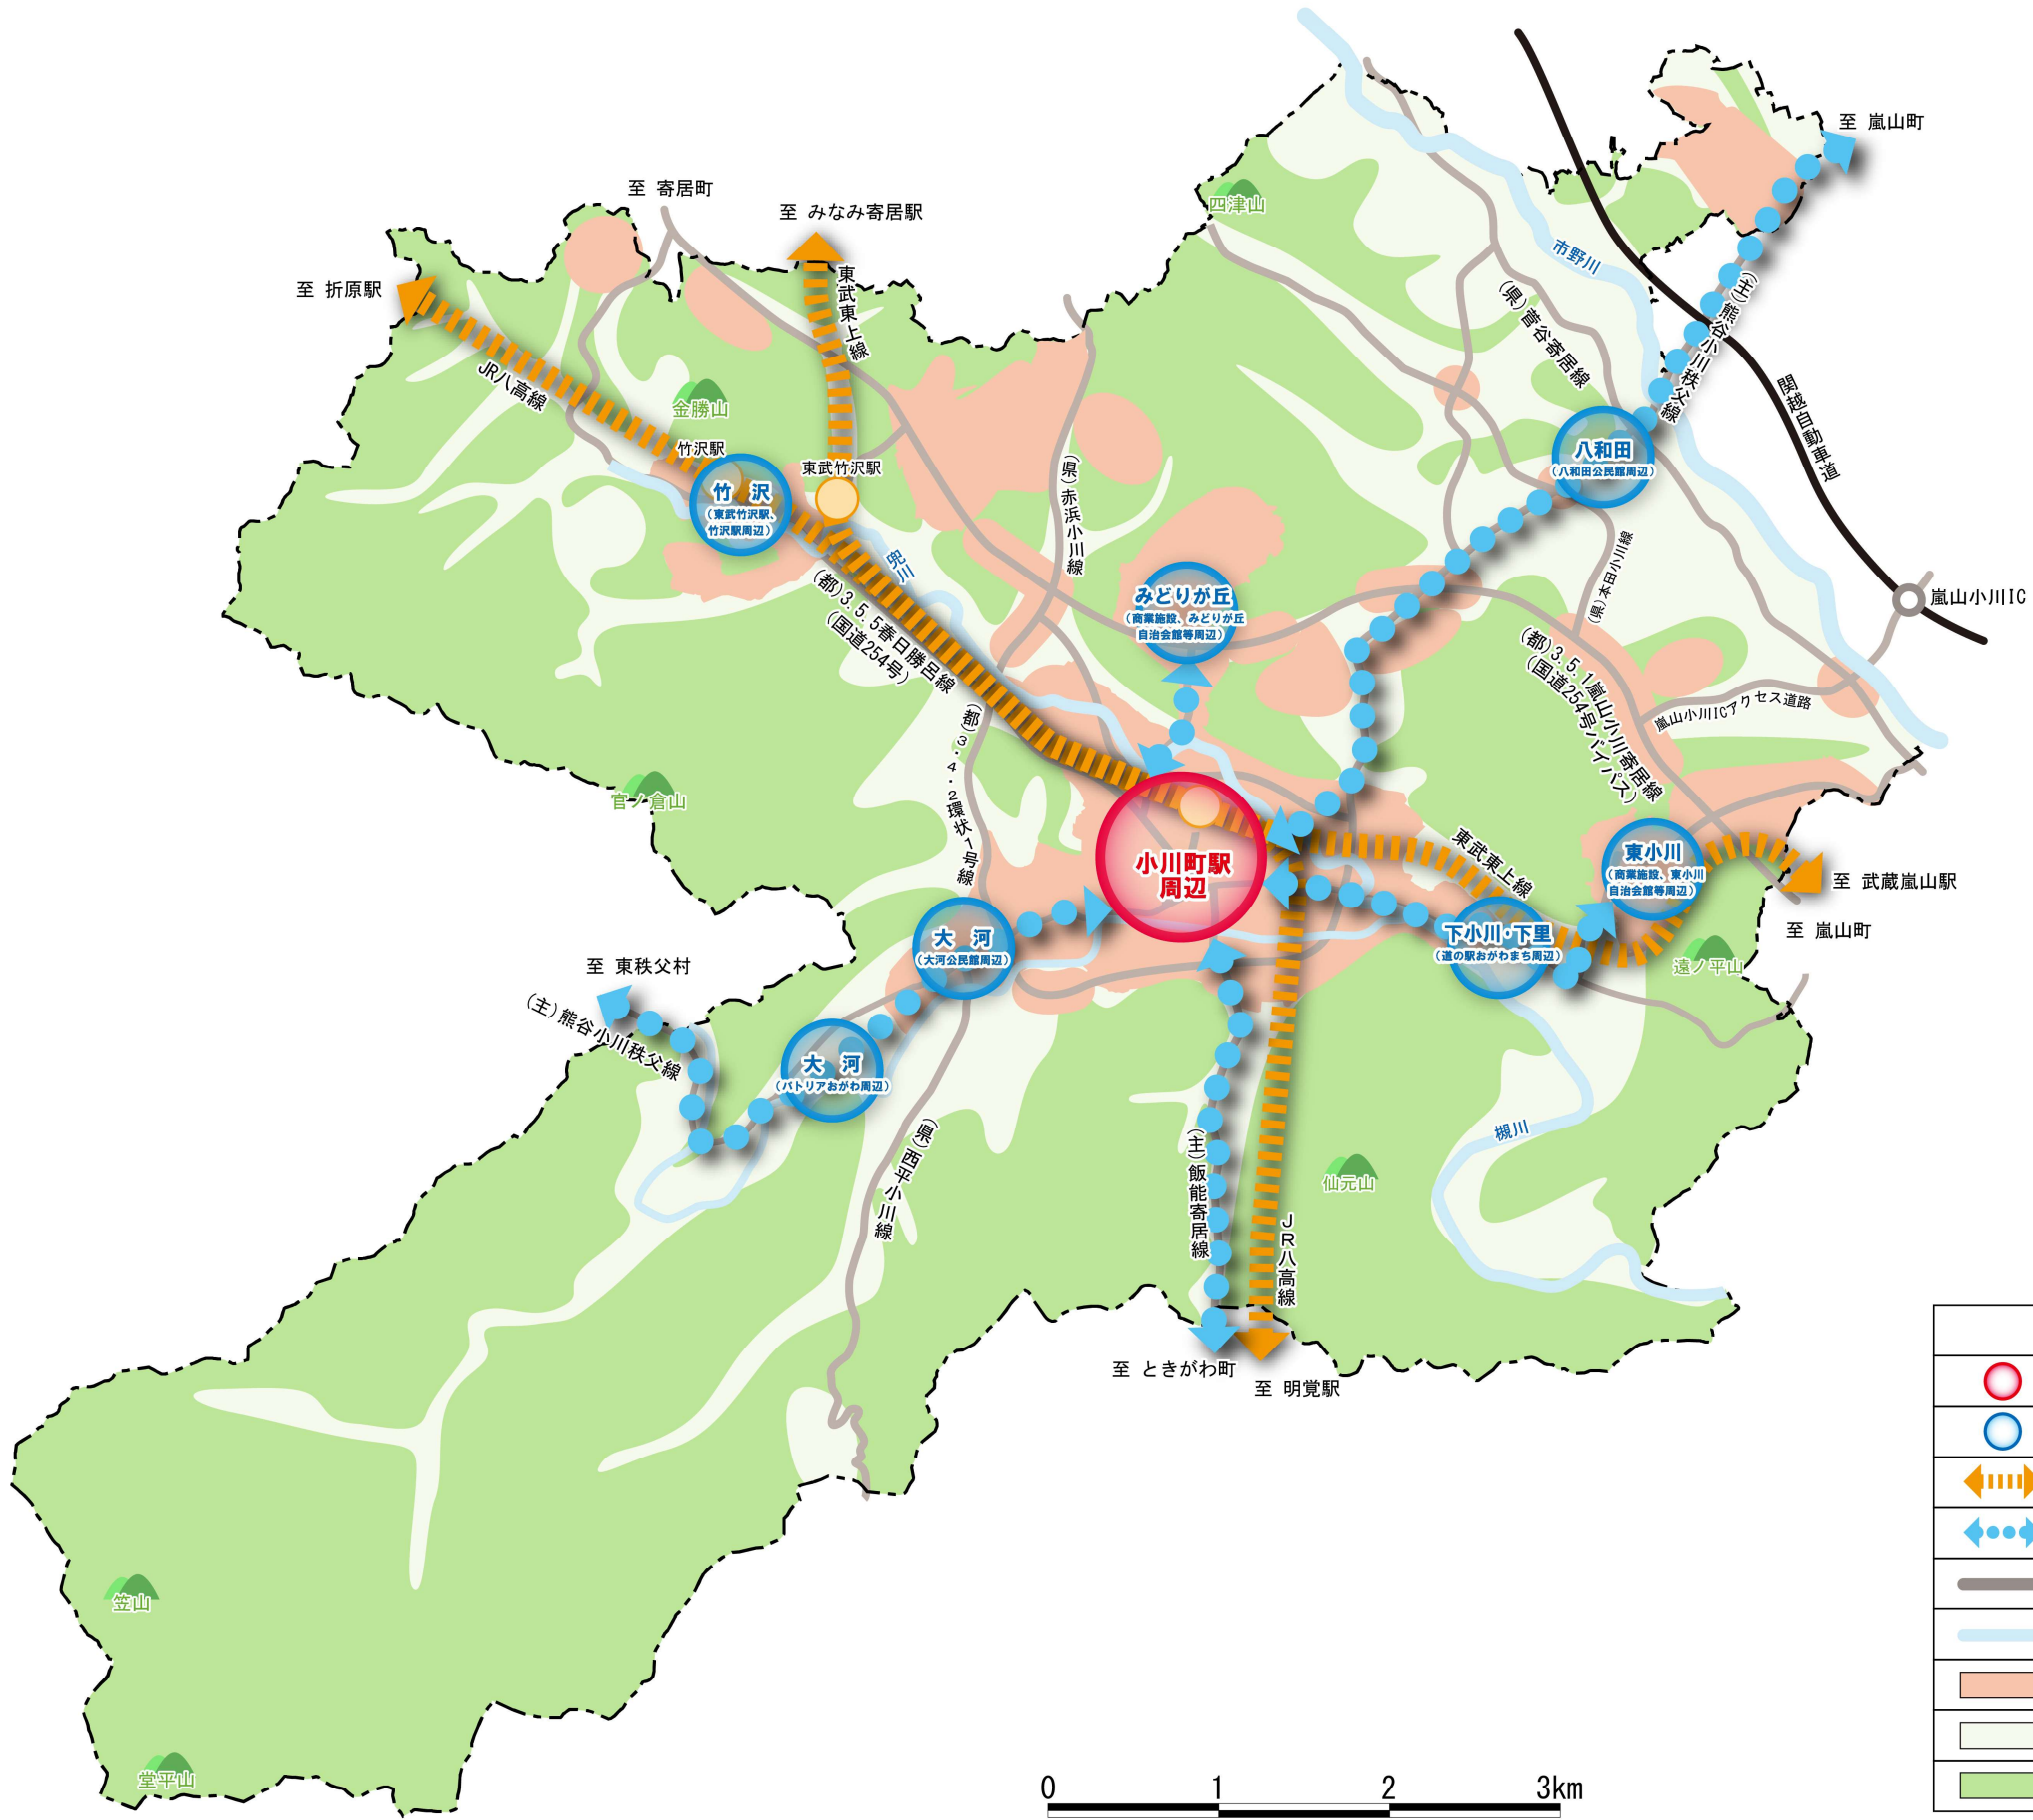 至 嵐山町
至 寄居町
至 みなみ寄居駅
四津山
市野川
至 折原駅
東武東上線
(主)熊谷小川秩父線
(県)菅谷寄居線
JR八高線
金勝山
関越自動車道
竹沢駅
東武竹沢駅
(県)赤浜小川線
八和田
(八和田公民館周辺)
竹 沢
(東武竹沢駅、
竹沢駅周辺)
兜川
(県)本田小川線
(都)3.5.5春日勝呂線
(国道254号)
みどりが丘
(商業施設、みどりが丘
自治会館等周辺)
嵐山小川IC
(都)3.5.1嵐山小川寄居線
(国道254号バイパス)
嵐山小川ICアクセス道路
(都)3.4.2環状1号線
官ノ倉山
小川町駅
周辺
東武東上線
東小川
(商業施設、東小川
自治会館等周辺)
至 武蔵嵐山駅
至 嵐山町
大 河
(大河公民館周辺)
下小川・下里
(道の駅おがわまち周辺)
遠ノ平山
至 東秩父村
(主)熊谷小川秩父線
大 河
(パトリアおがわ周辺)
(県)西平小川線
(主)飯能寄居線
槻川
仙元山
JR八高線
至 ときがわ町
至 明覚駅
笠山
堂平山
0 1 2 3km